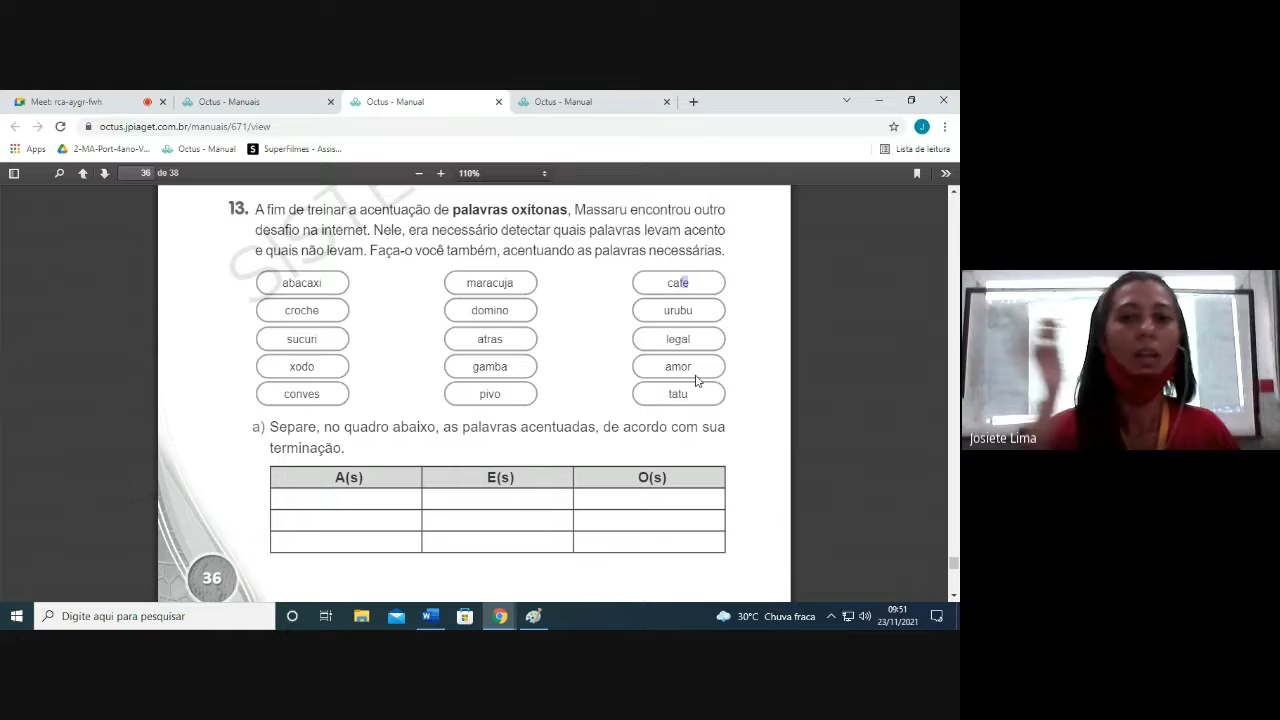 Meet: rca-aygr-fwh
Octus - Manuais
Octus - Manual
Octus - Manual
octus.jpiaget.com.br/manuais/671/view
J
Apps
2-MA-Port-4ano-V...
Octus - Manual
S
SuperFilmes - Assis...
Lista de leitura
36 de 38
110%
SISTE
13. A fim de treinar a acentuação de palavras oxítonas, Massaru encontrou outro
desafio na internet. Nele, era necessário detectar quais palavras levam acento
e quais não levam. Faça-o você também, acentuando as palavras necessárias.
abacaxi maracuja cafe
croche domino urubu
sucuri atras legal
xodo gamba amor
conves pivo tatu
a) Separe, no quadro abaixo, as palavras acentuadas, de acordo com sua
terminação.
A(s) E(s) O(s)
36
Josiete Lima
Digite aqui para pesquisar
30°C Chuva fraca
09:51
23/11/2021